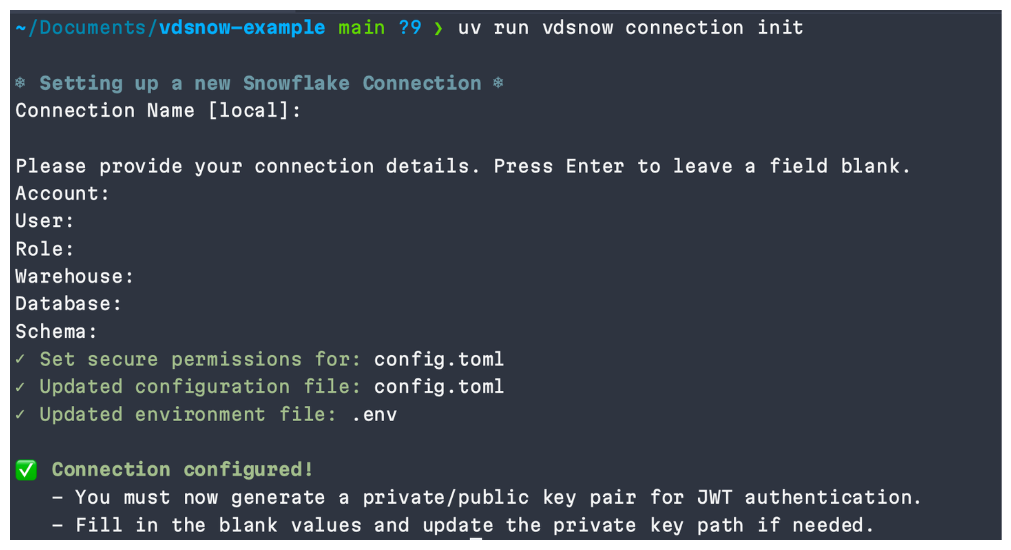 ~/Documents/vdsnow-example main ?9 ❯ uv run vdsnow connection init
❄ Setting up a new Snowflake Connection ❄
Connection Name [local]:
Please provide your connection details. Press Enter to leave a field blank.
Account:
User:
Role:
Warehouse:
Database:
Schema:
✓ Set secure permissions for: config.toml
✓ Updated configuration file: config.toml
✓ Updated environment file: .env
✅ Connection configured!
- You must now generate a private/public key pair for JWT authentication.
- Fill in the blank values and update the private key path if needed.